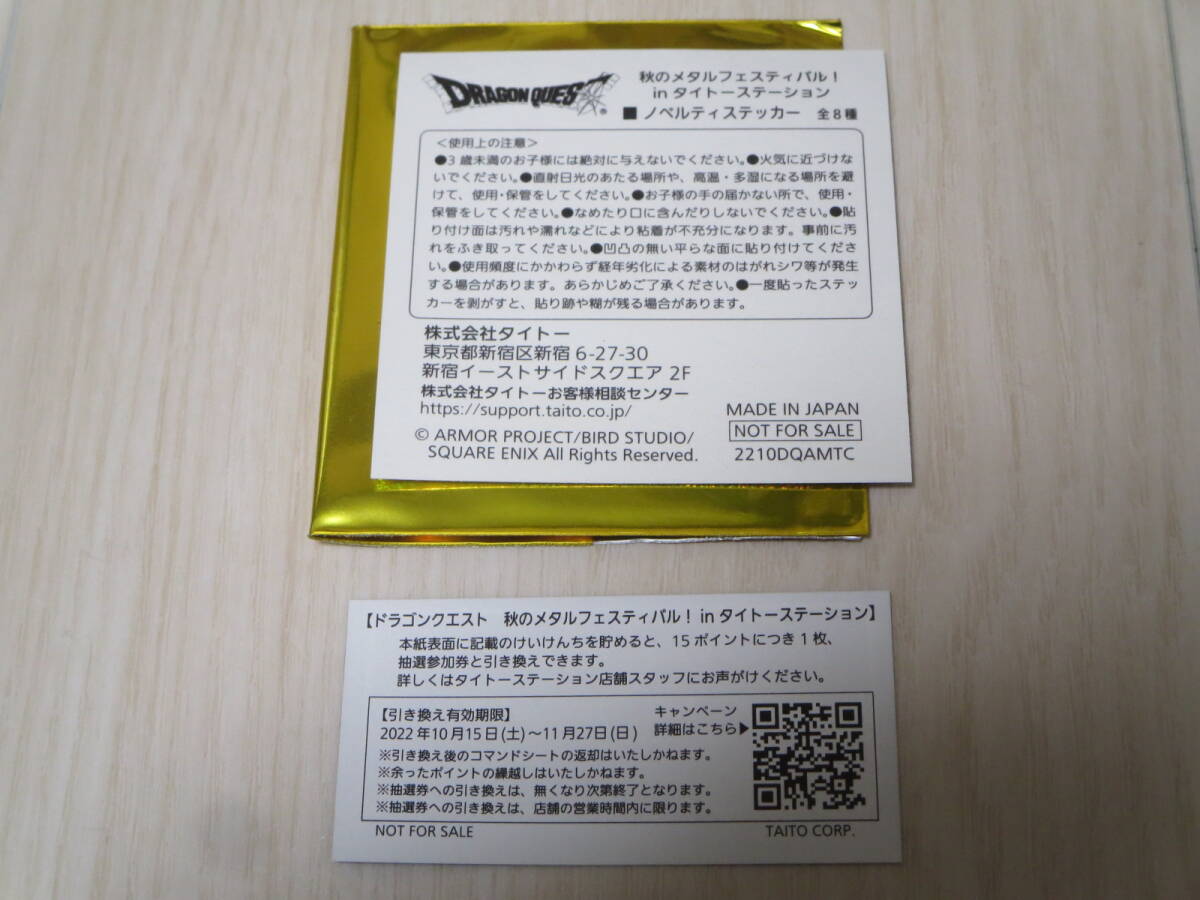 DRAGON QUEST®
秋のメタルフェスティバル!
in タイトーステーション
■ ノベルティステッカー 全8種
<使用上の注意>
●3歳未満のお子様には絶対に与えないでください。●火気に近づけな
いでください。●直射日光のあたる場所や、高温・多湿になる場所を避
けて、使用・保管をしてください。●お子様の手の届かない所で、使用・
保管をしてください。●なめたり口に含んだりしないでください。●貼
り付け面は汚れや濡れなどにより粘着が不充分になります。事前に汚
れをふき取ってください。●凹凸の無い平らな面に貼り付けてくださ
い。●使用頻度にかかわらず経年劣化による素材のはがれシワ等が発生
する場合があります。あらかじめご了承ください。●一度貼ったステッ
カーを剥がすと、貼り跡や糊が残る場合があります。
株式会社タイトー
東京都新宿区新宿 6-27-30
新宿イーストサイドスクエア 2F
株式会社タイトーお客様相談センター
https://support.taito.co.jp/
© ARMOR PROJECT/BIRD STUDIO/
SQUARE ENIX All Rights Reserved.
MADE IN JAPAN
NOT FOR SALE
2210DQAMTC
【ドラゴンクエスト 秋のメタルフェスティバル! in タイトーステーション】
本紙表面に記載のけいけんちを貯めると、15ポイントにつき1枚、
抽選参加券と引き換えできます。
詳しくはタイトーステーション店舗スタッフにお声がけください。
【引き換え有効期限】
2022年10月15日(土)～11月27日(日)
キャンペーン
詳細はこちら▶
※引き換え後のコマンドシートの返却はいたしかねます。
※余ったポイントの繰越しはいたしかねます。
※抽選券への引き換えは、無くなり次第終了となります。
※抽選券への引き換えは、店舗の営業時間内に限ります。
NOT FOR SALE
TAITO CORP.